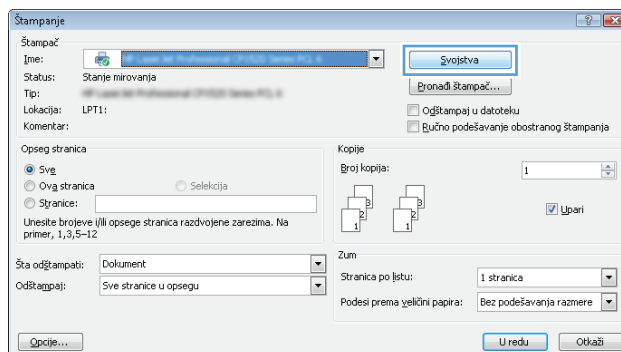 Štampanje
Štampač
Ime:
Svojstva
Status: Stanje mirovanja
Tip:
Pronađi štampač...
Lokacija: LPT1:
Odštampaj u datoteku
Komentar:
Ručno podešavanje obostranog štampanja
Opseg stranica
Sve
Ova stranica
Selekcija
Stranice:
Unesite brojeve i/ili opsege stranica razdvojene zarezima. Na
primer, 1,3,5–12
Kopije
Broj kopija: 1
Upari
Šta odštampati: Dokument
Odštampaj: Sve stranice u opsegu
Zum
Stranica po listu: 1 stranica
Podesi prema veličini papira: Bez podešavanja razmere
Opcije...
U redu
Otkaži